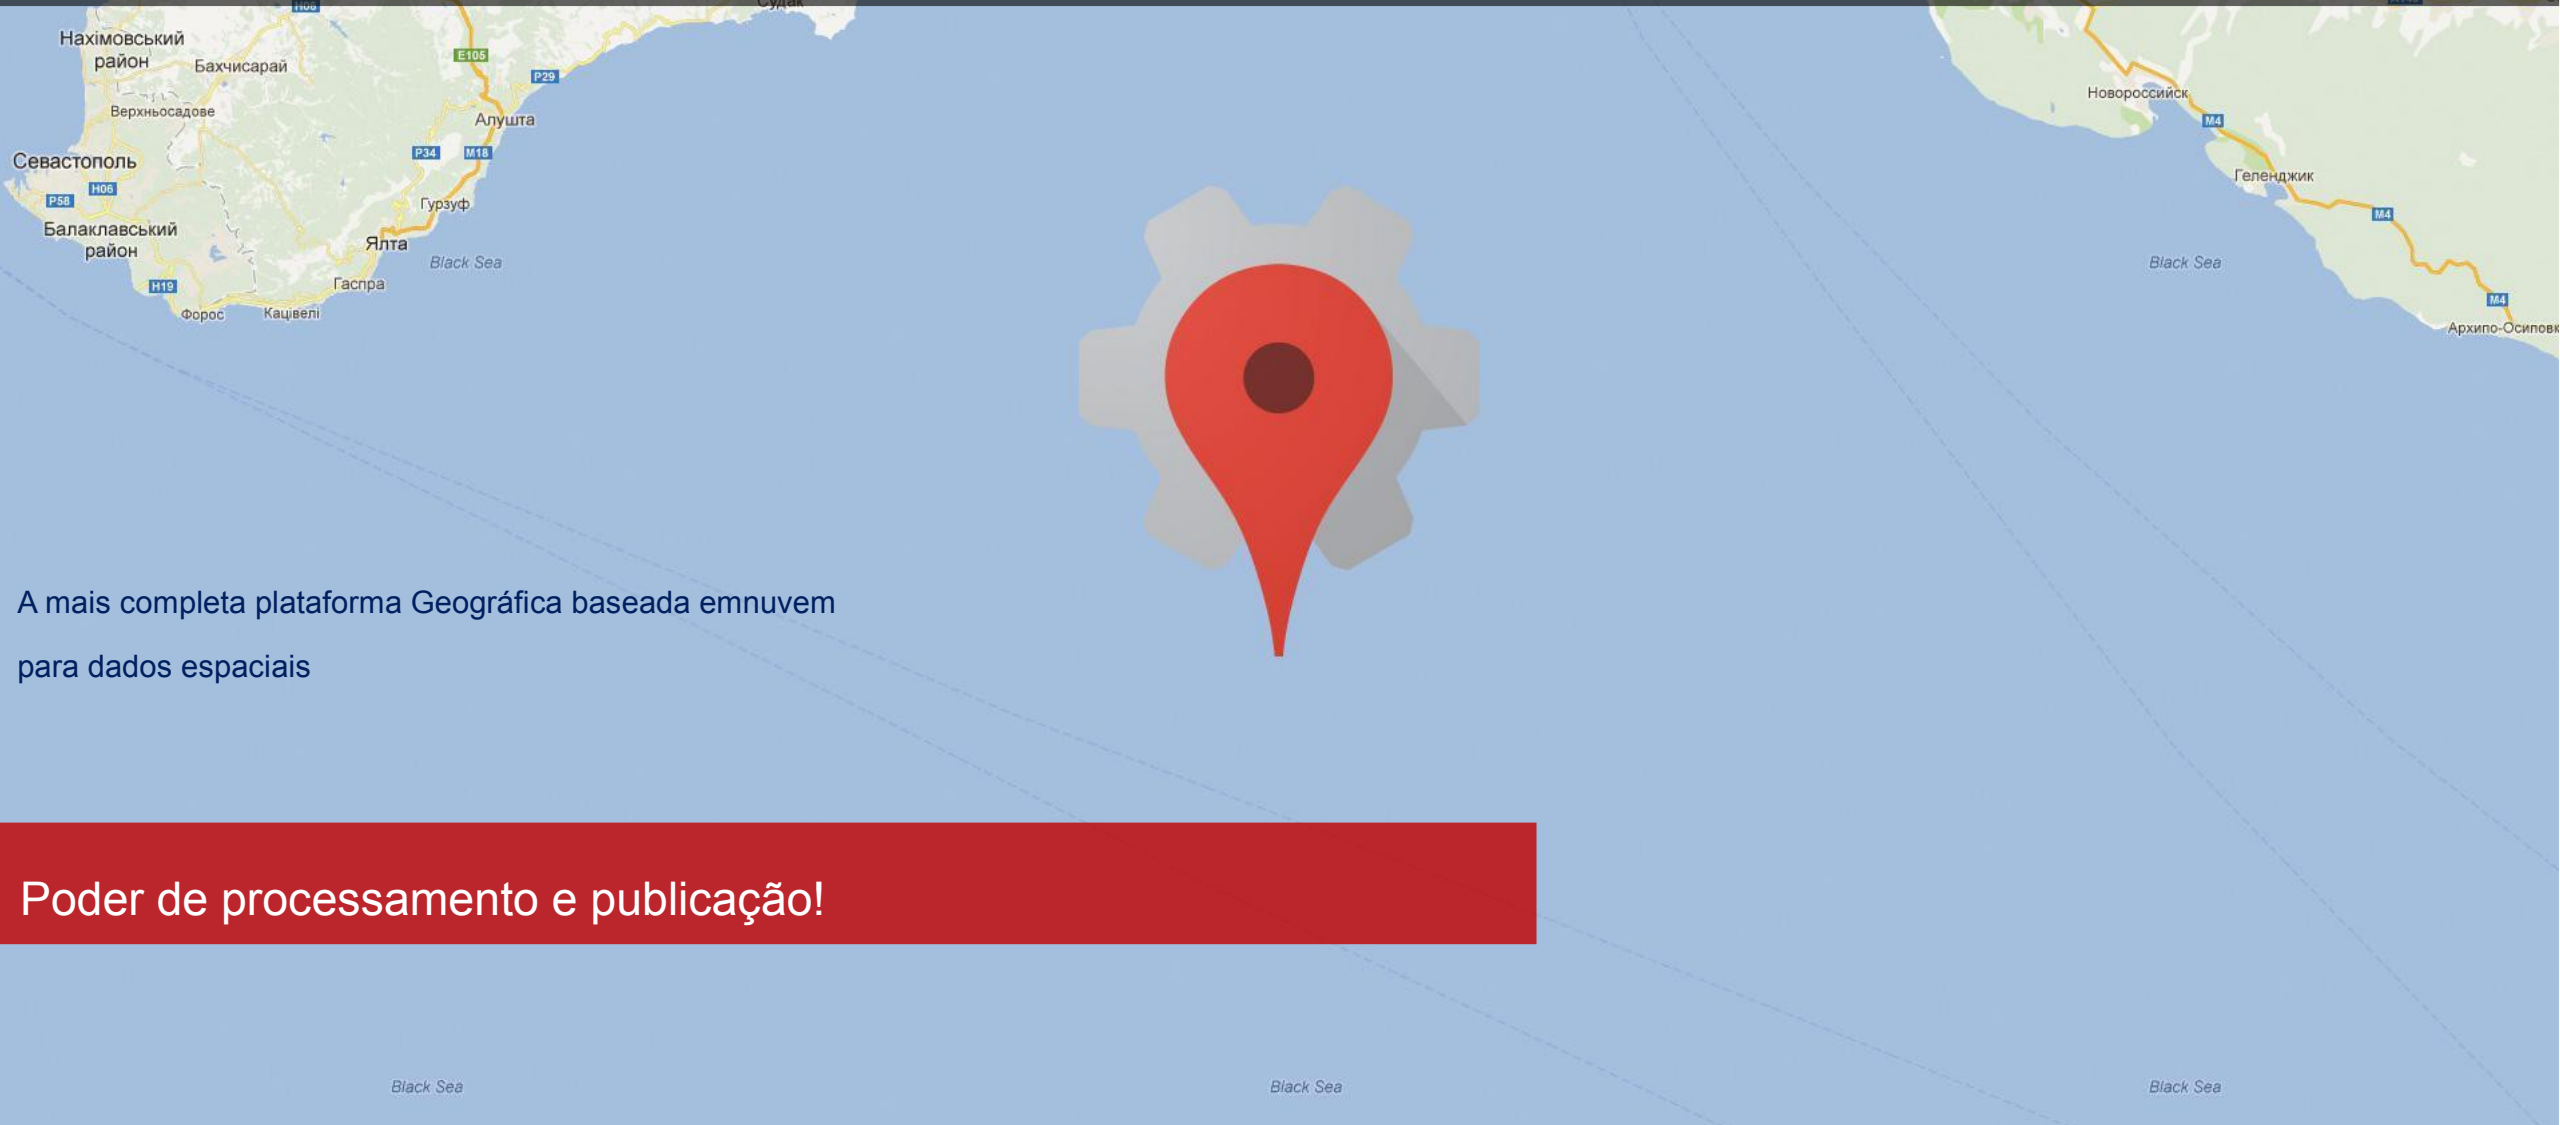 H06
Судак
Нахімовський
район
Бахчисарай
E105
P29
Верхньосадове
Алушта
Новороссийск
M4
P34
M18
Севастополь
H06
P58
Гурзуф
Геленджик
M4
Балаклавський
район
Ялта
Black Sea
Black Sea
H19
Гаспра
M4
Форос
Кацівелі
Архипо-Осиповк
A mais completa plataforma Geográfica baseada emnuvem
para dados espaciais
Poder de processamento e publicação!
Black Sea
Black Sea
Black Sea